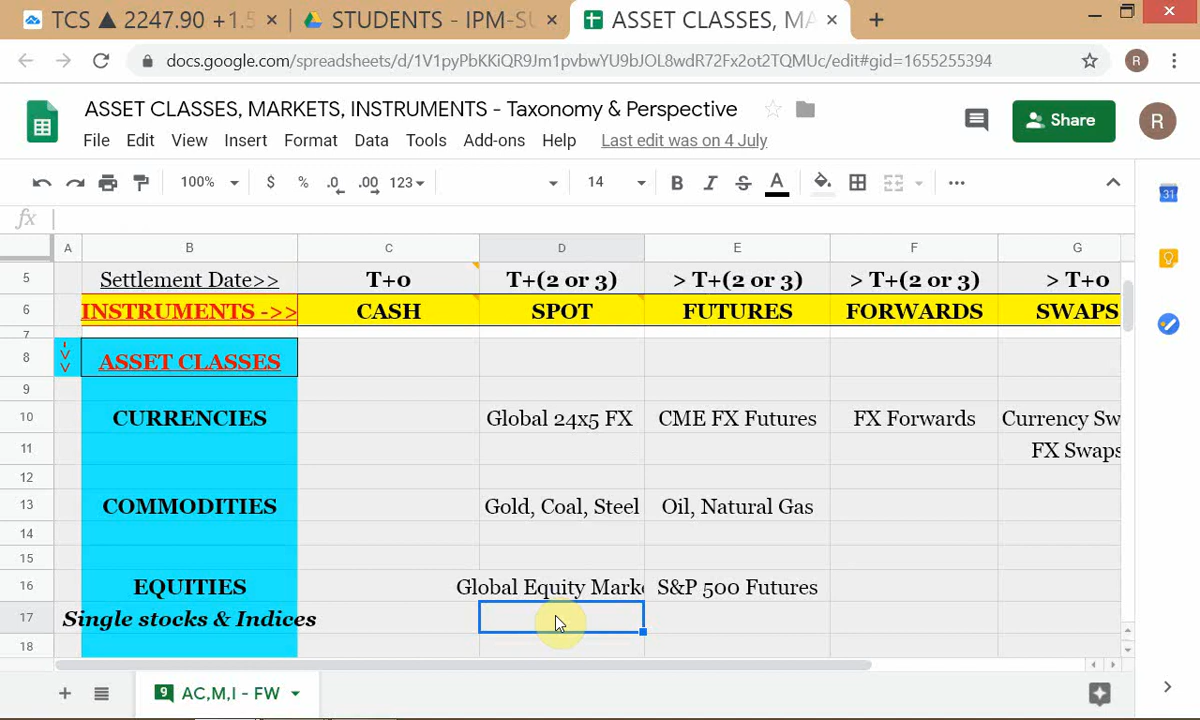 TCS ▲ 2247.90 +1.5 ×
STUDENTS - IPM-SU ×
ASSET CLASSES, MA ×
+
docs.google.com/spreadsheets/d/1V1pyPbKKiQR9Jm1pvbwYU9bJOL8wdR72Fx2ot2TQMUc/edit#gid=1655255394
R
ASSET CLASSES, MARKETS, INSTRUMENTS - Taxonomy & Perspective
Share
R
File Edit View Insert Format Data Tools Add-ons Help Last edit was on 4 July
100% $ % .0 .00 123 14 B I S A
31
fx
A B C D E F G
5 Settlement Date>> T+0 T+(2 or 3) > T+(2 or 3) > T+(2 or 3) > T+0
6 INSTRUMENTS ->> CASH SPOT FUTURES FORWARDS SWAPS
7
8 ASSET CLASSES
9
10 CURRENCIES Global 24x5 FX CME FX Futures FX Forwards Currency Sw
11 FX Swaps
12
13 COMMODITIES Gold, Coal, Steel Oil, Natural Gas
14
15
16 EQUITIES Global Equity Marke S&P 500 Futures
17 Single stocks & Indices
18
+ 9 AC,M,I - FW